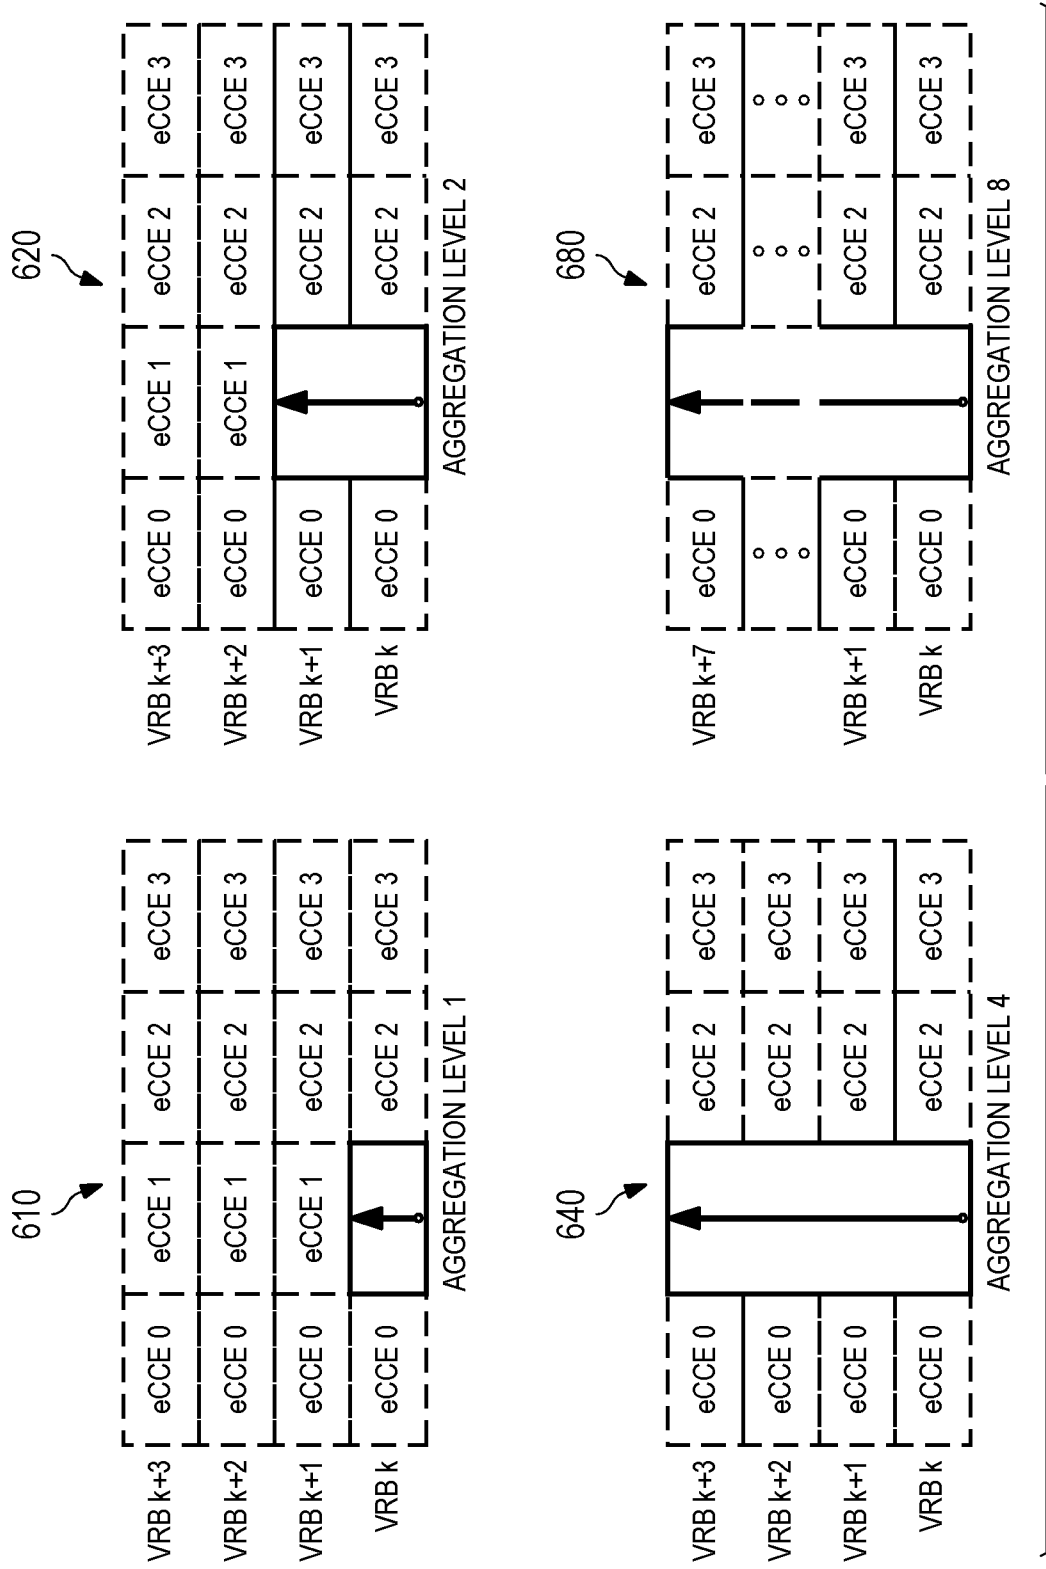 610
VRB k+3 eCCE 0 eCCE 1 eCCE 2 eCCE 3
VRB k+2 eCCE 0 eCCE 1 eCCE 2 eCCE 3
VRB k+1 eCCE 0 eCCE 1 eCCE 2 eCCE 3
VRB k eCCE 0 eCCE 2 eCCE 3
AGGREGATION LEVEL 1
620
VRB k+3 eCCE 0 eCCE 1 eCCE 2 eCCE 3
VRB k+2 eCCE 0 eCCE 1 eCCE 2 eCCE 3
VRB k+1 eCCE 0 eCCE 2 eCCE 3
VRB k eCCE 0 eCCE 2 eCCE 3
AGGREGATION LEVEL 2
640
VRB k+3 eCCE 0 eCCE 2 eCCE 3
VRB k+2 eCCE 0 eCCE 2 eCCE 3
VRB k+1 eCCE 0 eCCE 2 eCCE 3
VRB k eCCE 0 eCCE 2 eCCE 3
AGGREGATION LEVEL 4
680
VRB k+7 eCCE 0 eCCE 2 eCCE 3
VRB k+1 eCCE 0 eCCE 2 eCCE 3
VRB k eCCE 0 eCCE 2 eCCE 3
AGGREGATION LEVEL 8